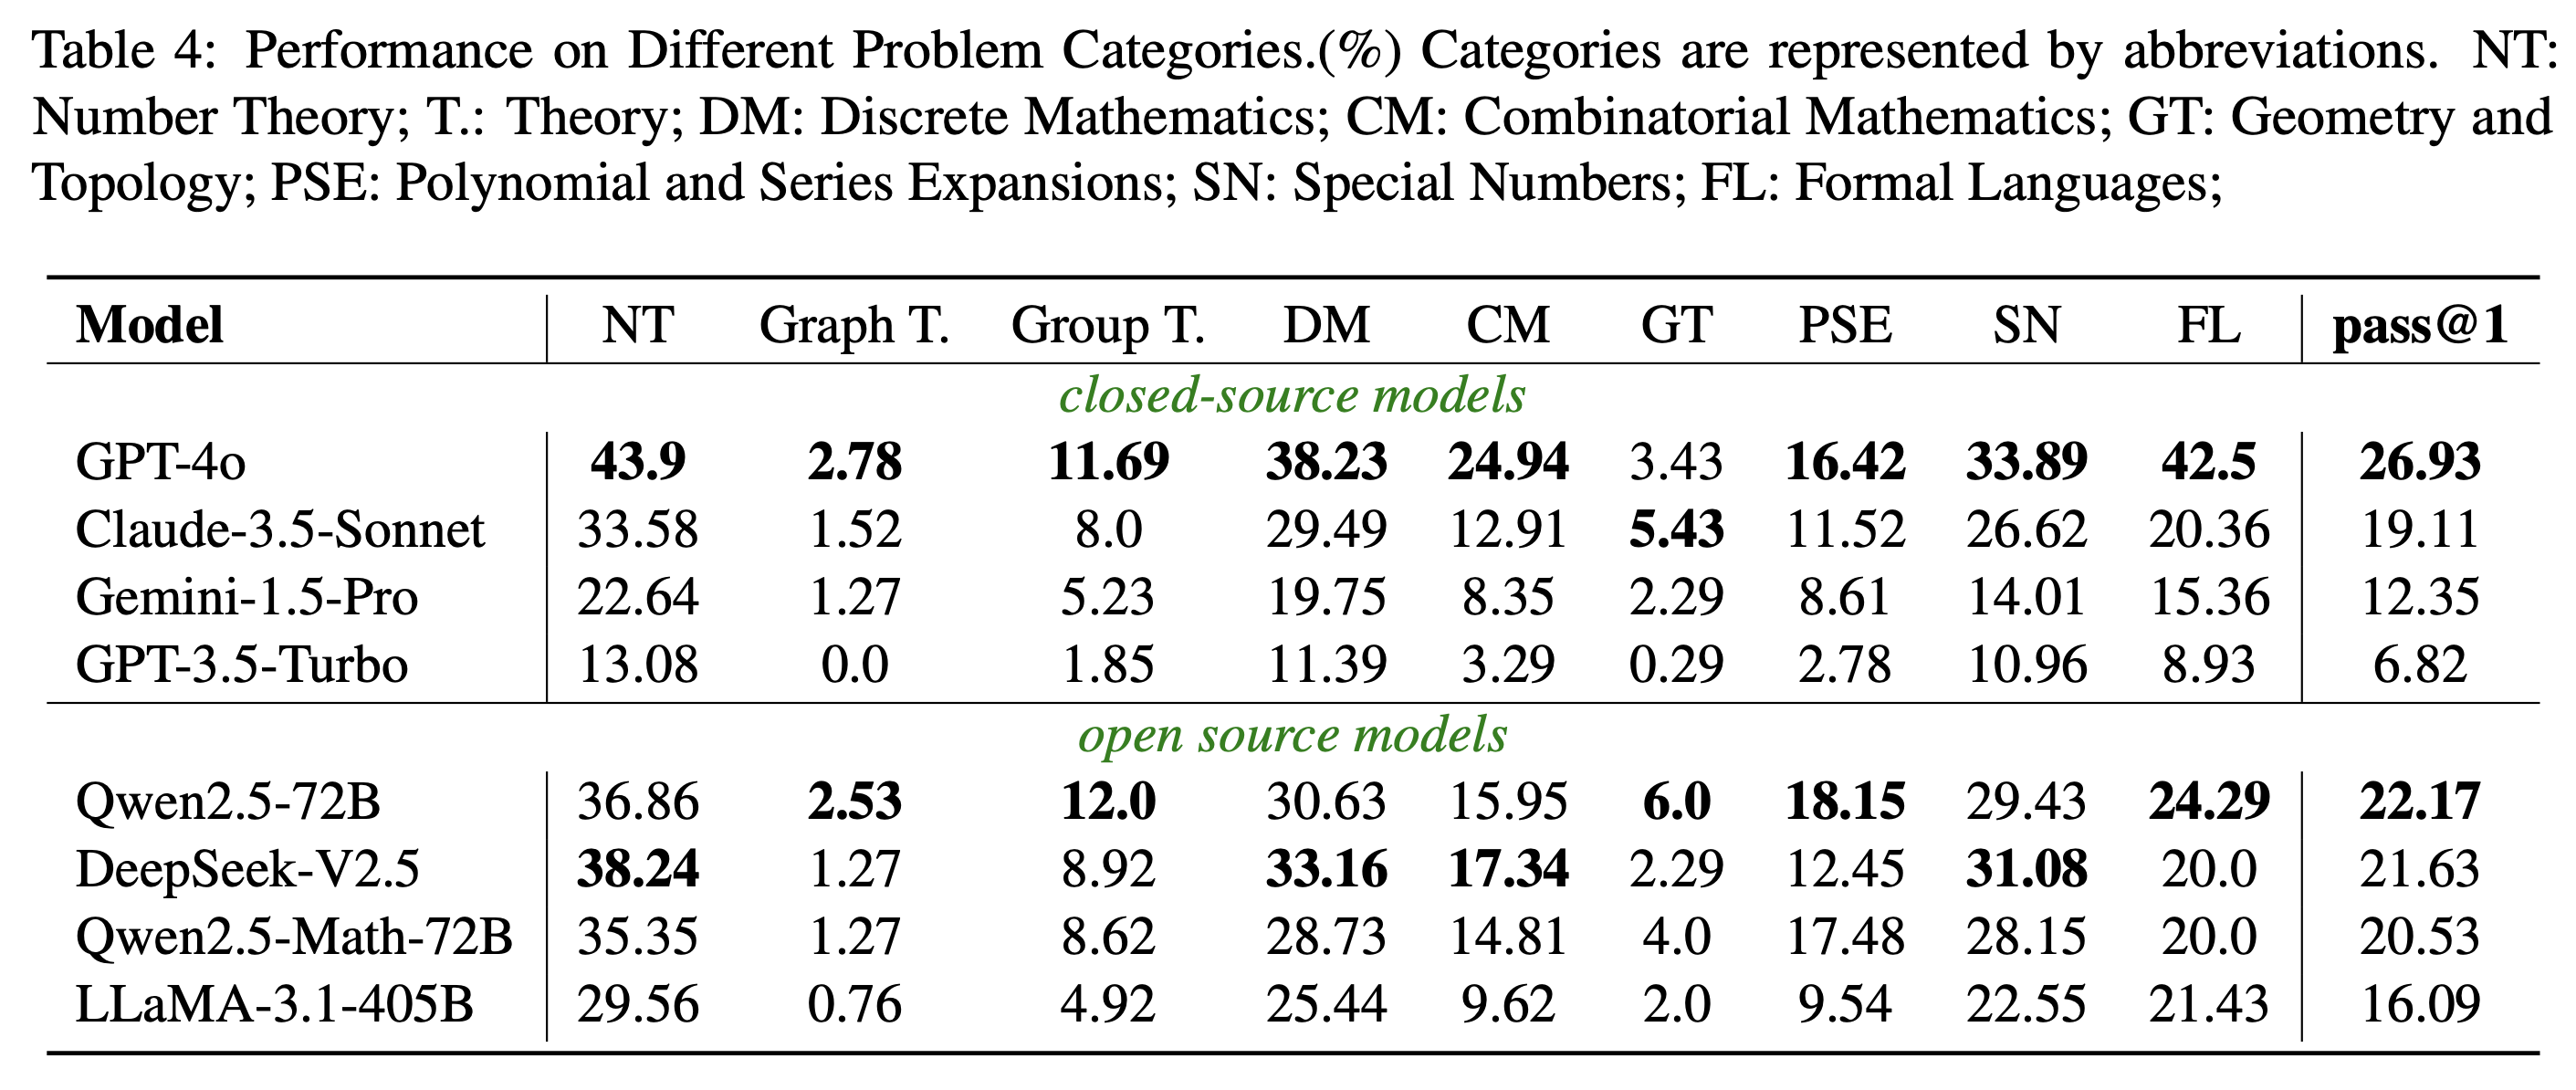 Table 4: Performance on Different Problem Categories.(%) Categories are represented by abbreviations. NT:
Number Theory; T.: Theory; DM: Discrete Mathematics; CM: Combinatorial Mathematics; GT: Geometry and
Topology; PSE: Polynomial and Series Expansions; SN: Special Numbers; FL: Formal Languages;
Model NT Graph T. Group T. DM CM GT PSE SN FL pass@1
closed-source models
GPT-4o 43.9 2.78 11.69 38.23 24.94 3.43 16.42 33.89 42.5 26.93
Claude-3.5-Sonnet 33.58 1.52 8.0 29.49 12.91 5.43 11.52 26.62 20.36 19.11
Gemini-1.5-Pro 22.64 1.27 5.23 19.75 8.35 2.29 8.61 14.01 15.36 12.35
GPT-3.5-Turbo 13.08 0.0 1.85 11.39 3.29 0.29 2.78 10.96 8.93 6.82
open source models
Qwen2.5-72B 36.86 2.53 12.0 30.63 15.95 6.0 18.15 29.43 24.29 22.17
DeepSeek-V2.5 38.24 1.27 8.92 33.16 17.34 2.29 12.45 31.08 20.0 21.63
Qwen2.5-Math-72B 35.35 1.27 8.62 28.73 14.81 4.0 17.48 28.15 20.0 20.53
LLaMA-3.1-405B 29.56 0.76 4.92 25.44 9.62 2.0 9.54 22.55 21.43 16.09